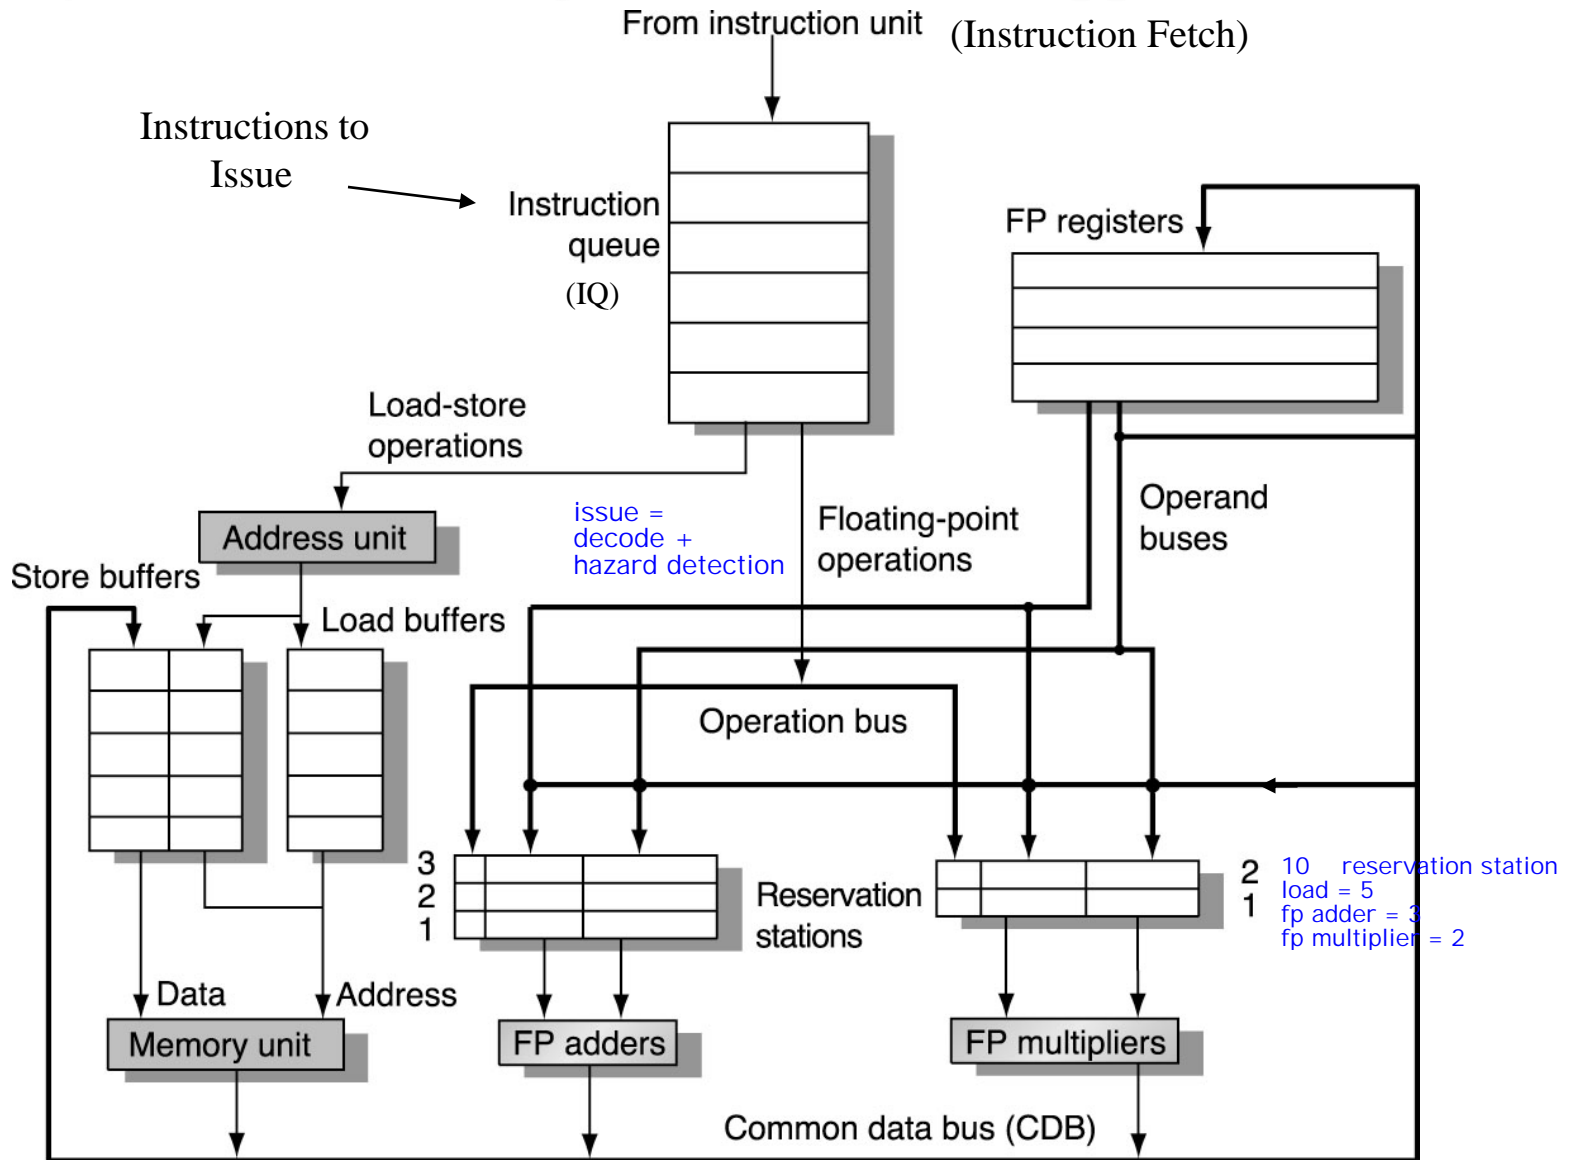 From instruction unit (Instruction Fetch)
Instructions to
Issue
Instruction
queue
(IQ)
FP registers
Load-store
operations
Address unit
issue =
decode +
hazard detection
Floating-point
operations
Operand
buses
Store buffers
Load buffers
Operation bus
3
2
1
Reservation
stations
2
1
10 reservation station
load = 5
fp adder = 3
fp multiplier = 2
Data
Address
Memory unit
FP adders
FP multipliers
Common data bus (CDB)